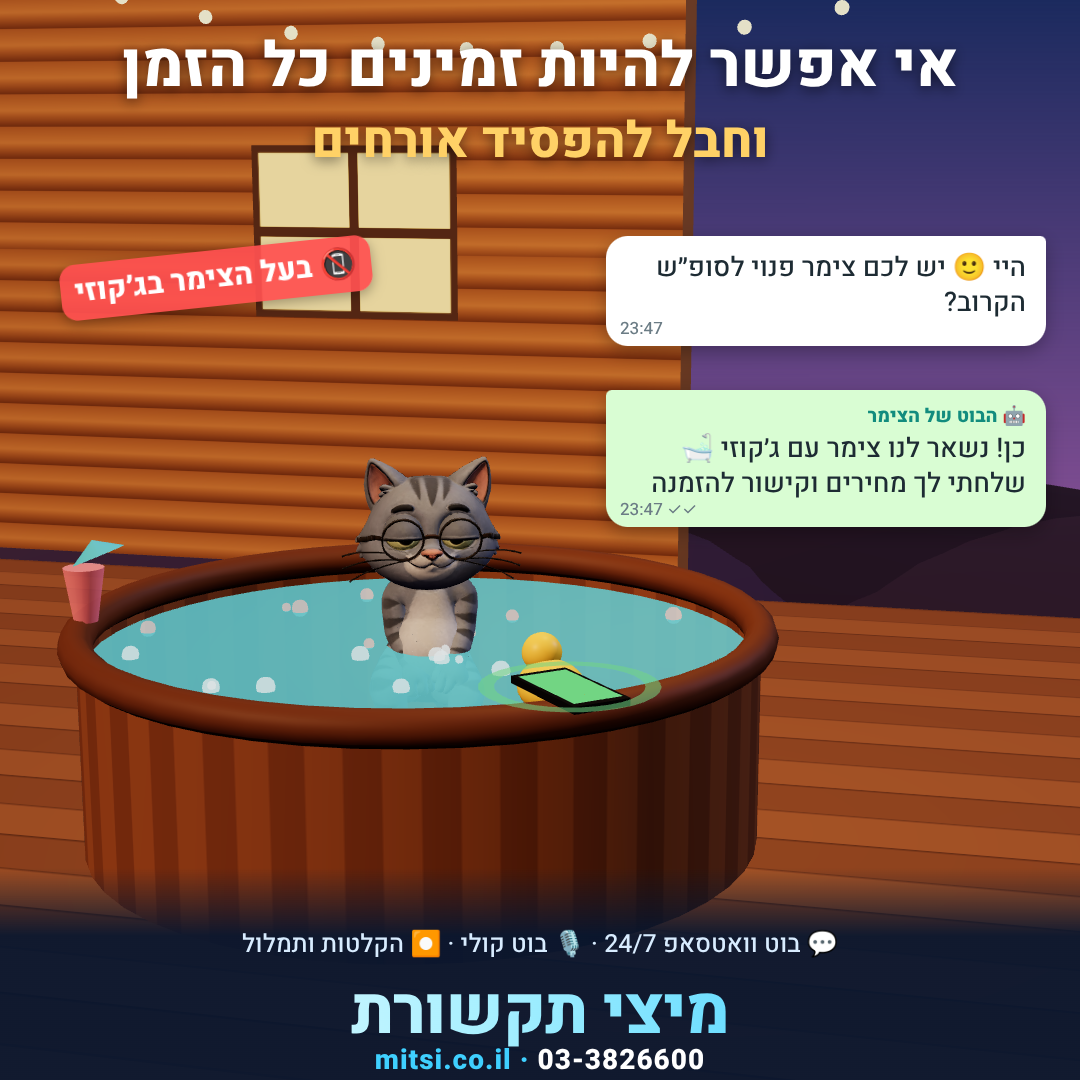 אי אפשר להיות זמינים כל הזמן
וחבל להפסיד אורחים
היי 🙂 יש לכם צימר פנוי לסופ״ש
הקרוב?
23:47
📵 בעל הצימר בג׳קוזי
🤖 הבוט של הצימר
כן! נשאר לנו צימר עם ג׳קוזי 🛁
שלחתי לך מחירים וקישור להזמנה
23:47 ✓✓
💬 בוט וואטסאפ 24/7 · 🎙️ בוט קולי · ⏺️ הקלטות ותמלול
מיצי תקשורת
mitsi.co.il · 03-3826600